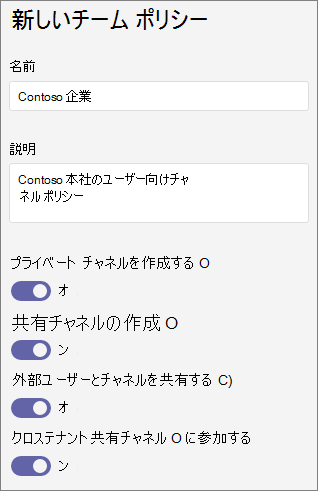 新しいチーム ポリシー
名前
Contoso 企業
説明
Contoso 本社のユーザー向けチャ
ネル ポリシー
プライベート チャネルを作成する O
オ
共有チャネルの作成 O
ン
外部ユーザーとチャネルを共有する C)
オ
クロステナント共有チャネル O に参加する
ン